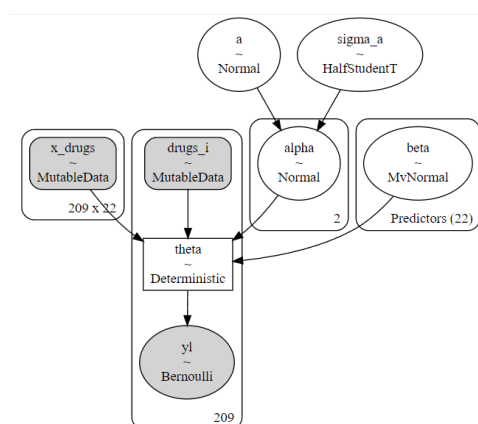 a
~
Normal
sigma_a
~
HalfStudentT
x_drugs
~
MutableData
209 x 22
drugs_i
~
MutableData
alpha
~
Normal
2
beta
~
MvNormal
Predictors (22)
theta
~
Deterministic
yl
~
Bernoulli
209